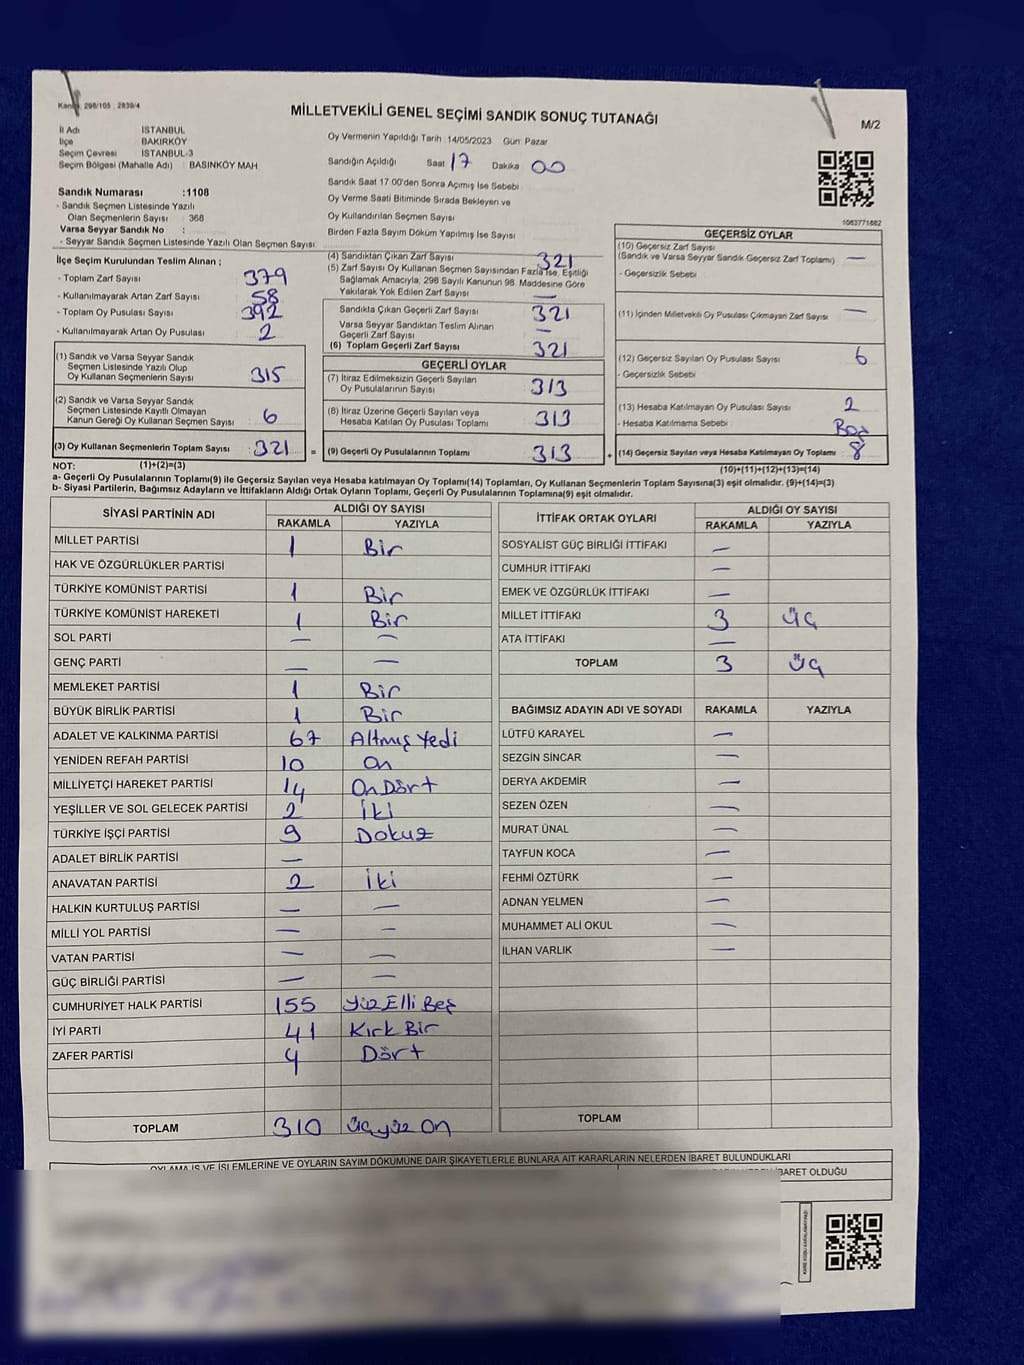 Kanun: 298/105 : 2839/4
MİLLETVEKİLİ GENEL SEÇİMİ SANDIK SONUÇ TUTANAĞI
M/2
İl Adı İSTANBUL
İlçe BAKIRKÖY
Seçim Çevresi İSTANBUL-3
Seçim Bölgesi (Mahalle Adı) : BASINKÖY MAH
Sandık Numarası :1108
- Sandık Seçmen Listesinde Yazılı
Olan Seçmenlerin Sayısı : 368
Varsa Seyyar Sandık No :
- Seyyar Sandık Seçmen Listesinde Yazılı Olan Seçmen Sayısı:
Oy Vermenin Yapıldığı Tarih : 14/05/2023 Gün: Pazar
Sandığın Açıldığı Saat 17 Dakika 00
Sandık Saat 17:00'den Sonra Açılmış İse Sebebi :
Oy Verme Saati Bitiminde Sırada Bekleyen ve
Oy Kullandırılan Seçmen Sayısı :
Birden Fazla Sayım Döküm Yapılmış İse Sayısı :
1063771882
İlçe Seçim Kurulundan Teslim Alınan ;
- Toplam Zarf Sayısı : 379
- Kullanılmayarak Artan Zarf Sayısı : 58
- Toplam Oy Pusulası Sayısı : 392
- Kullanılmayarak Artan Oy Pusulası : 2
(1) Sandık ve Varsa Seyyar Sandık
Seçmen Listesinde Yazılı Olup
Oy Kullanan Seçmenlerin Sayısı : 315
(2) Sandık ve Varsa Seyyar Sandık
Seçmen Listesinde Kayıtlı Olmayan
Kanun Gereği Oy Kullanan Seçmen Sayısı : 6
(3) Oy Kullanan Seçmenlerin Toplam Sayısı : 321 =
(4) Sandıktan Çıkan Zarf Sayısı : 321
(5) Zarf Sayısı Oy Kullanan Seçmen Sayısından Fazla İse, Eşitliği
Sağlamak Amacıyla, 298 Sayılı Kanunun 98. Maddesine Göre
Yakılarak Yok Edilen Zarf Sayısı : —
Sandıkta Çıkan Geçerli Zarf Sayısı : 321
Varsa Seyyar Sandıktan Teslim Alınan
Geçerli Zarf Sayısı : —
(6) Toplam Geçerli Zarf Sayısı : 321
GEÇERLİ OYLAR
(7) İtiraz Edilmeksizin Geçerli Sayılan
Oy Pusulalarının Sayısı : 313
(8) İtiraz Üzerine Geçerli Sayılan veya
Hesaba Katılan Oy Pusulası Toplamı : 313
(9) Geçerli Oy Pusulalarının Toplamı : 313 +
GEÇERSİZ OYLAR
(10) Geçersiz Zarf Sayısı
(Sandık ve Varsa Seyyar Sandık Geçersiz Zarf Toplamı) : —
- Geçersizlik Sebebi :
(11) İçinden Milletvekili Oy Pusulası Çıkmayan Zarf Sayısı : —
(12) Geçersiz Sayılan Oy Pusulası Sayısı : 6
- Geçersizlik Sebebi :
(13) Hesaba Katılmayan Oy Pusulası Sayısı : 2
- Hesaba Katılmama Sebebi : Boş
(14) Geçersiz Sayılan veya Hesaba Katılmayan Oy Toplamı : 8
NOT: (1)+(2)=(3) (10)+(11)+(12)+(13)=(14)
a- Geçerli Oy Pusulalarının Toplamı(9) ile Geçersiz Sayılan veya Hesaba katılmayan Oy Toplamı(14) Toplamları, Oy Kullanan Seçmenlerin Toplam Sayısına(3) eşit olmalıdır. (9)+(14)=(3)
b- Siyasi Partilerin, Bağımsız Adayların ve İttifakların Aldığı Ortak Oyların Toplamı, Geçerli Oy Pusulalarının Toplamına(9) eşit olmalıdır.
SİYASİ PARTİNİN ADI ALDIĞI OY SAYISI
RAKAMLA YAZIYLA
MİLLET PARTİSİ 1 Bir
HAK VE ÖZGÜRLÜKLER PARTİSİ
TÜRKİYE KOMÜNİST PARTİSİ 1 Bir
TÜRKİYE KOMÜNİST HAREKETİ 1 Bir
SOL PARTİ — —
GENÇ PARTİ — —
MEMLEKET PARTİSİ 1 Bir
BÜYÜK BİRLİK PARTİSİ 1 Bir
ADALET VE KALKINMA PARTİSİ 67 Altmış Yedi
YENİDEN REFAH PARTİSİ 10 On
MİLLİYETÇİ HAREKET PARTİSİ 14 On Dört
YEŞİLLER VE SOL GELECEK PARTİSİ 2 İki
TÜRKİYE İŞÇİ PARTİSİ 9 Dokuz
ADALET BİRLİK PARTİSİ —
ANAVATAN PARTİSİ 2 İki
HALKIN KURTULUŞ PARTİSİ — —
MİLLİ YOL PARTİSİ — —
VATAN PARTİSİ — —
GÜÇ BİRLİĞİ PARTİSİ — —
CUMHURİYET HALK PARTİSİ 155 Yüz Elli Beş
İYİ PARTİ 41 Kırk Bir
ZAFER PARTİSİ 4 Dört
TOPLAM 310 Üçyüz On
İTTİFAK ORTAK OYLARI ALDIĞI OY SAYISI
RAKAMLA YAZIYLA
SOSYALİST GÜÇ BİRLİĞİ İTTİFAKI —
CUMHUR İTTİFAKI —
EMEK VE ÖZGÜRLÜK İTTİFAKI —
MİLLET İTTİFAKI 3 Üç
ATA İTTİFAKI —
TOPLAM 3 Üç
BAĞIMSIZ ADAYIN ADI VE SOYADI RAKAMLA YAZIYLA
LÜTFÜ KARAYEL —
SEZGİN SİNCAR —
DERYA AKDEMİR —
SEZEN ÖZEN —
MURAT ÜNAL —
TAYFUN KOCA —
FEHMİ ÖZTÜRK —
ADNAN YELMEN —
MUHAMMET ALİ OKUL —
İLHAN VARLIK —
TOPLAM
OYLAMA İŞ VE İŞLEMLERİNE VE OYLARIN SAYIM DÖKÜMÜNE DAİR ŞİKAYETLERLE BUNLARA AİT KARARLARIN NELERDEN İBARET BULUNDUKLARI
İBARET OLDUĞU